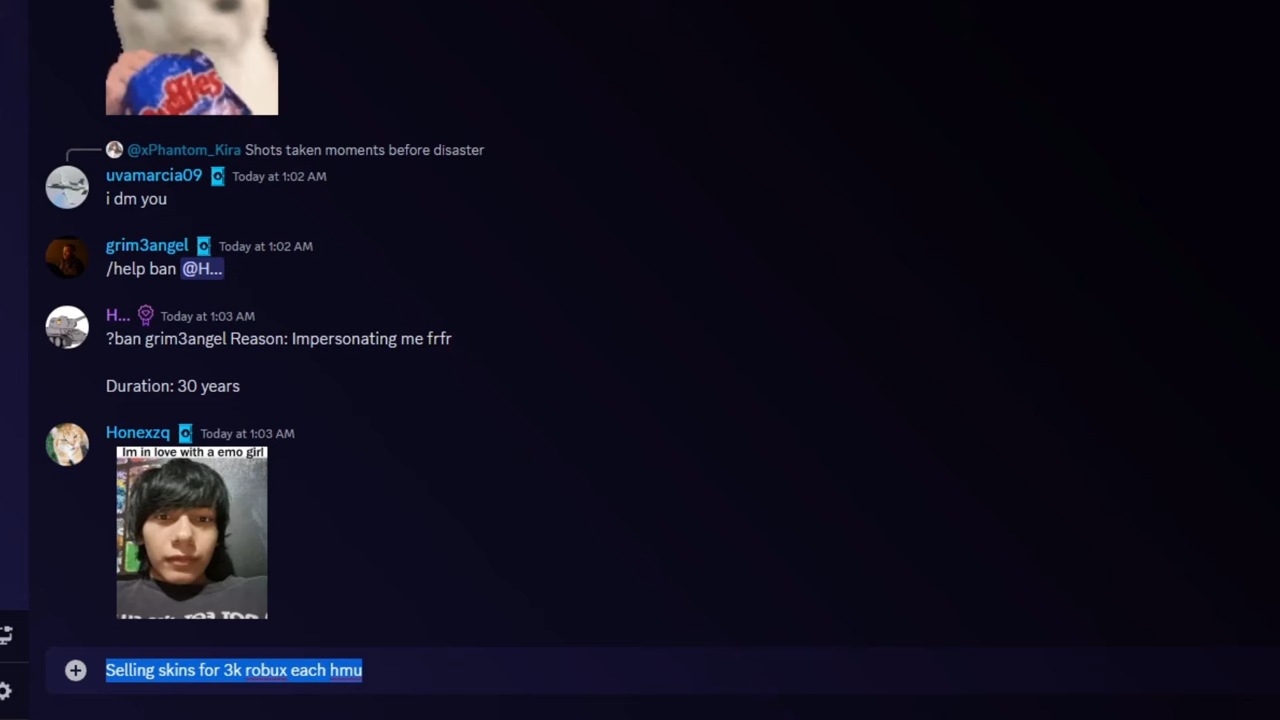 @xPhantom_Kira Shots taken moments before disaster
uvamarcia09 Today at 1:02 AM
i dm you
grim3angel Today at 1:02 AM
/help ban @H...
H... Today at 1:03 AM
?ban grim3angel Reason: Impersonating me frfr
Duration: 30 years
Honexzq Today at 1:03 AM
Im in love with a emo girl
Selling skins for 3k robux each hmu